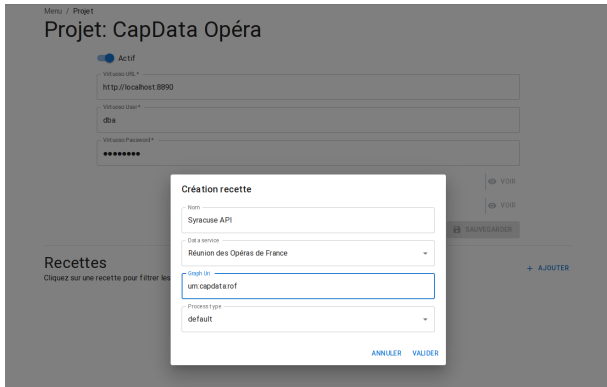 Menu / Projet
Projet: CapData Opéra
Actif
Virtuoso URL *
http://localhost:8890
Virtuoso User *
dba
Virtuoso Password *
••••••••
VOIR
VOIR
SAUVEGARDER
Création recette
Nom
Syracuse API
Data service
Réunion des Opéras de France
Graph Uri
urn:capdata:rof
Process type
default
ANNULER VALIDER
Recettes
+ AJOUTER
Cliquez sur une recette pour filtrer les